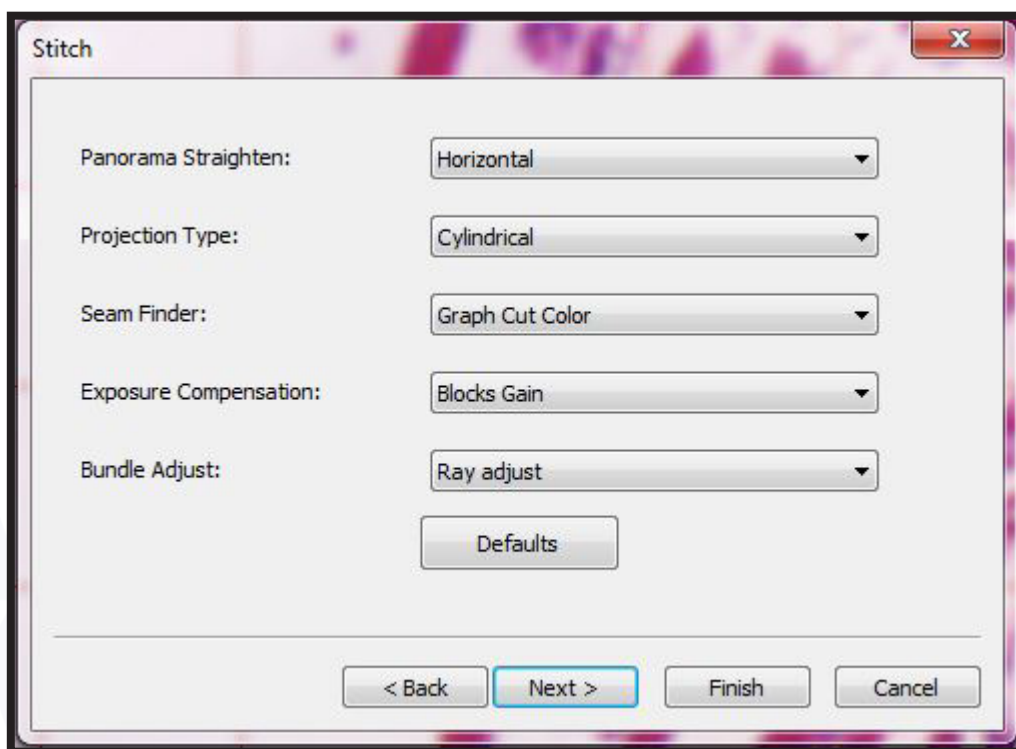 Stitch
Panorama Straighten: Horizontal
Projection Type: Cylindrical
Seam Finder: Graph Cut Color
Exposure Compensation: Blocks Gain
Bundle Adjust: Ray adjust
Defaults
< Back Next > Finish Cancel